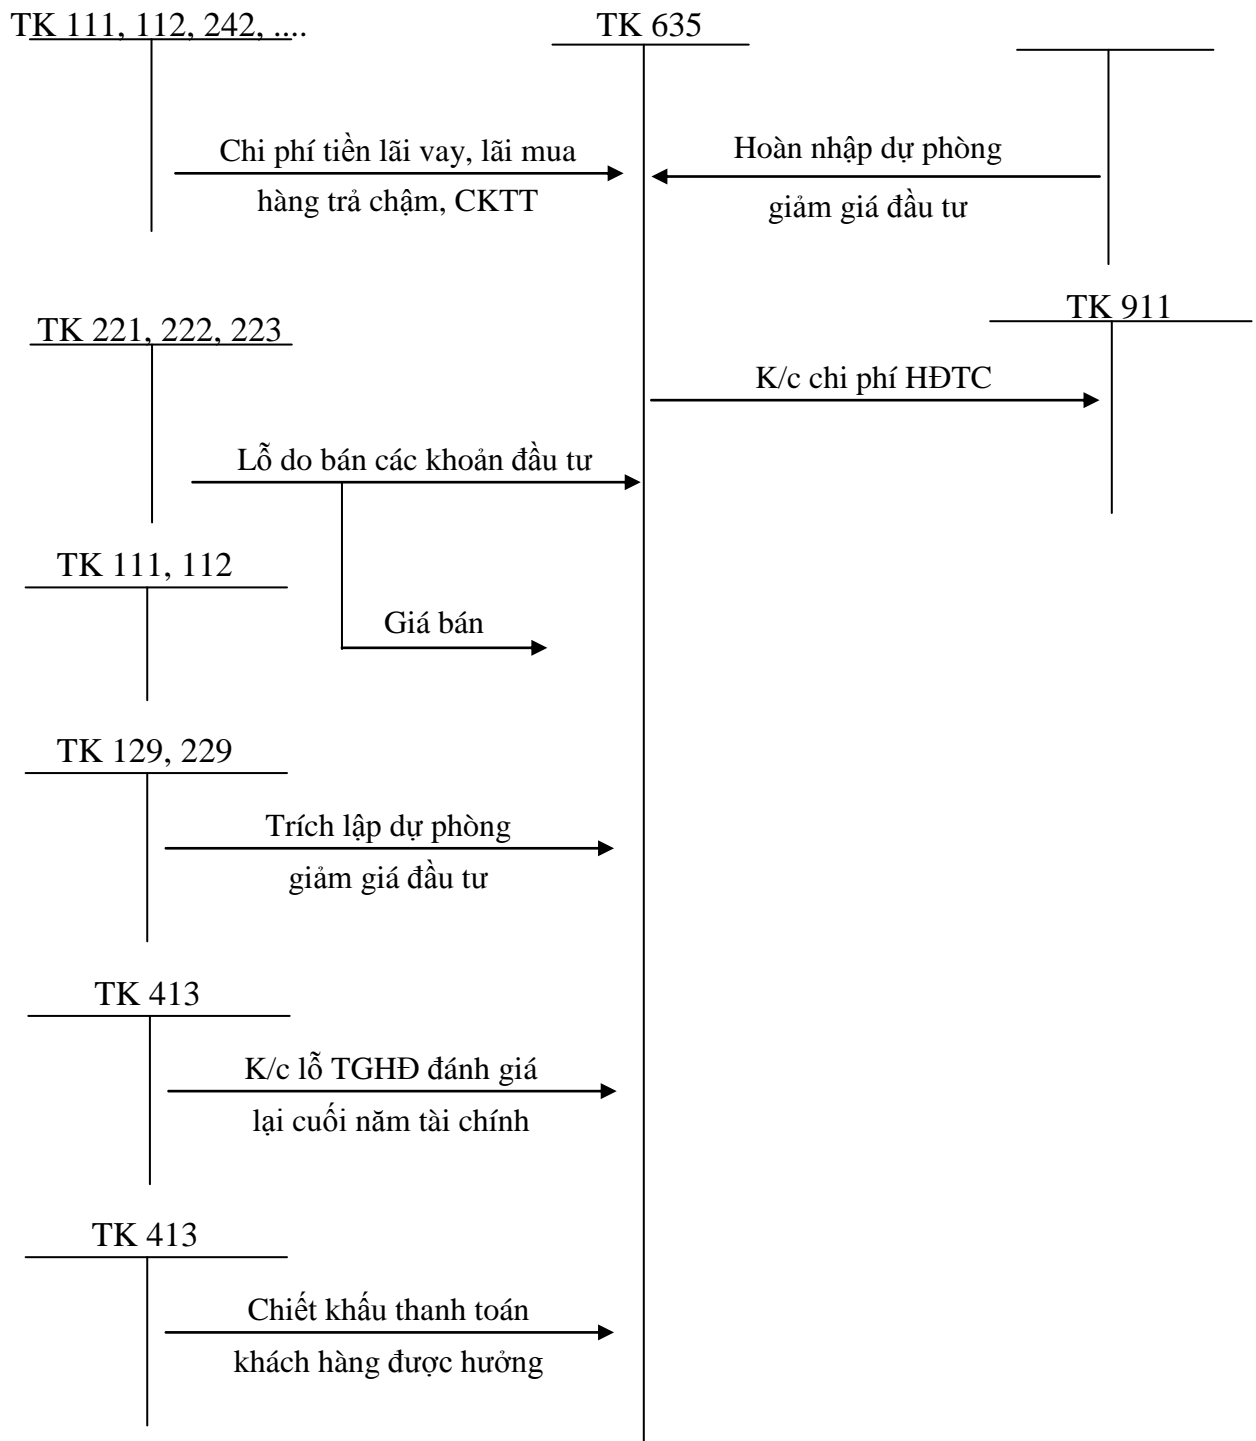 TK 111, 112, 242, ....
TK 635
Chi phí tiền lãi vay, lãi mua
hàng trả chậm, CKTT
Hoàn nhập dự phòng
giảm giá đầu tư
TK 221, 222, 223
TK 911
K/c chi phí HĐTC
Lỗ do bán các khoản đầu tư
TK 111, 112
Giá bán
TK 129, 229
Trích lập dự phòng
giảm giá đầu tư
TK 413
K/c lỗ TGHĐ đánh giá
lại cuối năm tài chính
TK 413
Chiết khấu thanh toán
khách hàng được hưởng